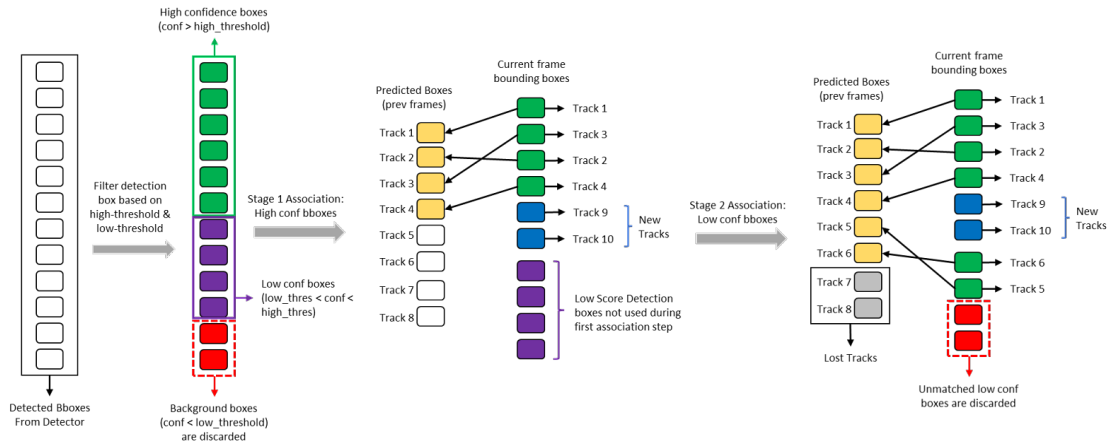 High confidence boxes
(conf > high_threshold)
Detected Bboxes
From Detector
Filter detection
box based on
high-threshold &
low-threshold
Low conf boxes
(low_thres < conf <
high_thres)
Background boxes
(conf < low_threshold)
are discarded
Stage 1 Association:
High conf bboxes
Predicted Boxes
(prev frames)
Track 1
Track 2
Track 3
Track 4
Track 5
Track 6
Track 7
Track 8
Current frame
bounding boxes
Track 1
Track 3
Track 2
Track 4
Track 9
Track 10
New
Tracks
Low Score Detection
boxes not used during
first association step
Stage 2 Association:
Low conf bboxes
Predicted Boxes
(prev frames)
Track 1
Track 2
Track 3
Track 4
Track 5
Track 6
Track 7
Track 8
Lost Tracks
Current frame
bounding boxes
Track 1
Track 3
Track 2
Track 4
Track 9
Track 10
New
Tracks
Track 6
Track 5
Unmatched low conf
boxes are discarded